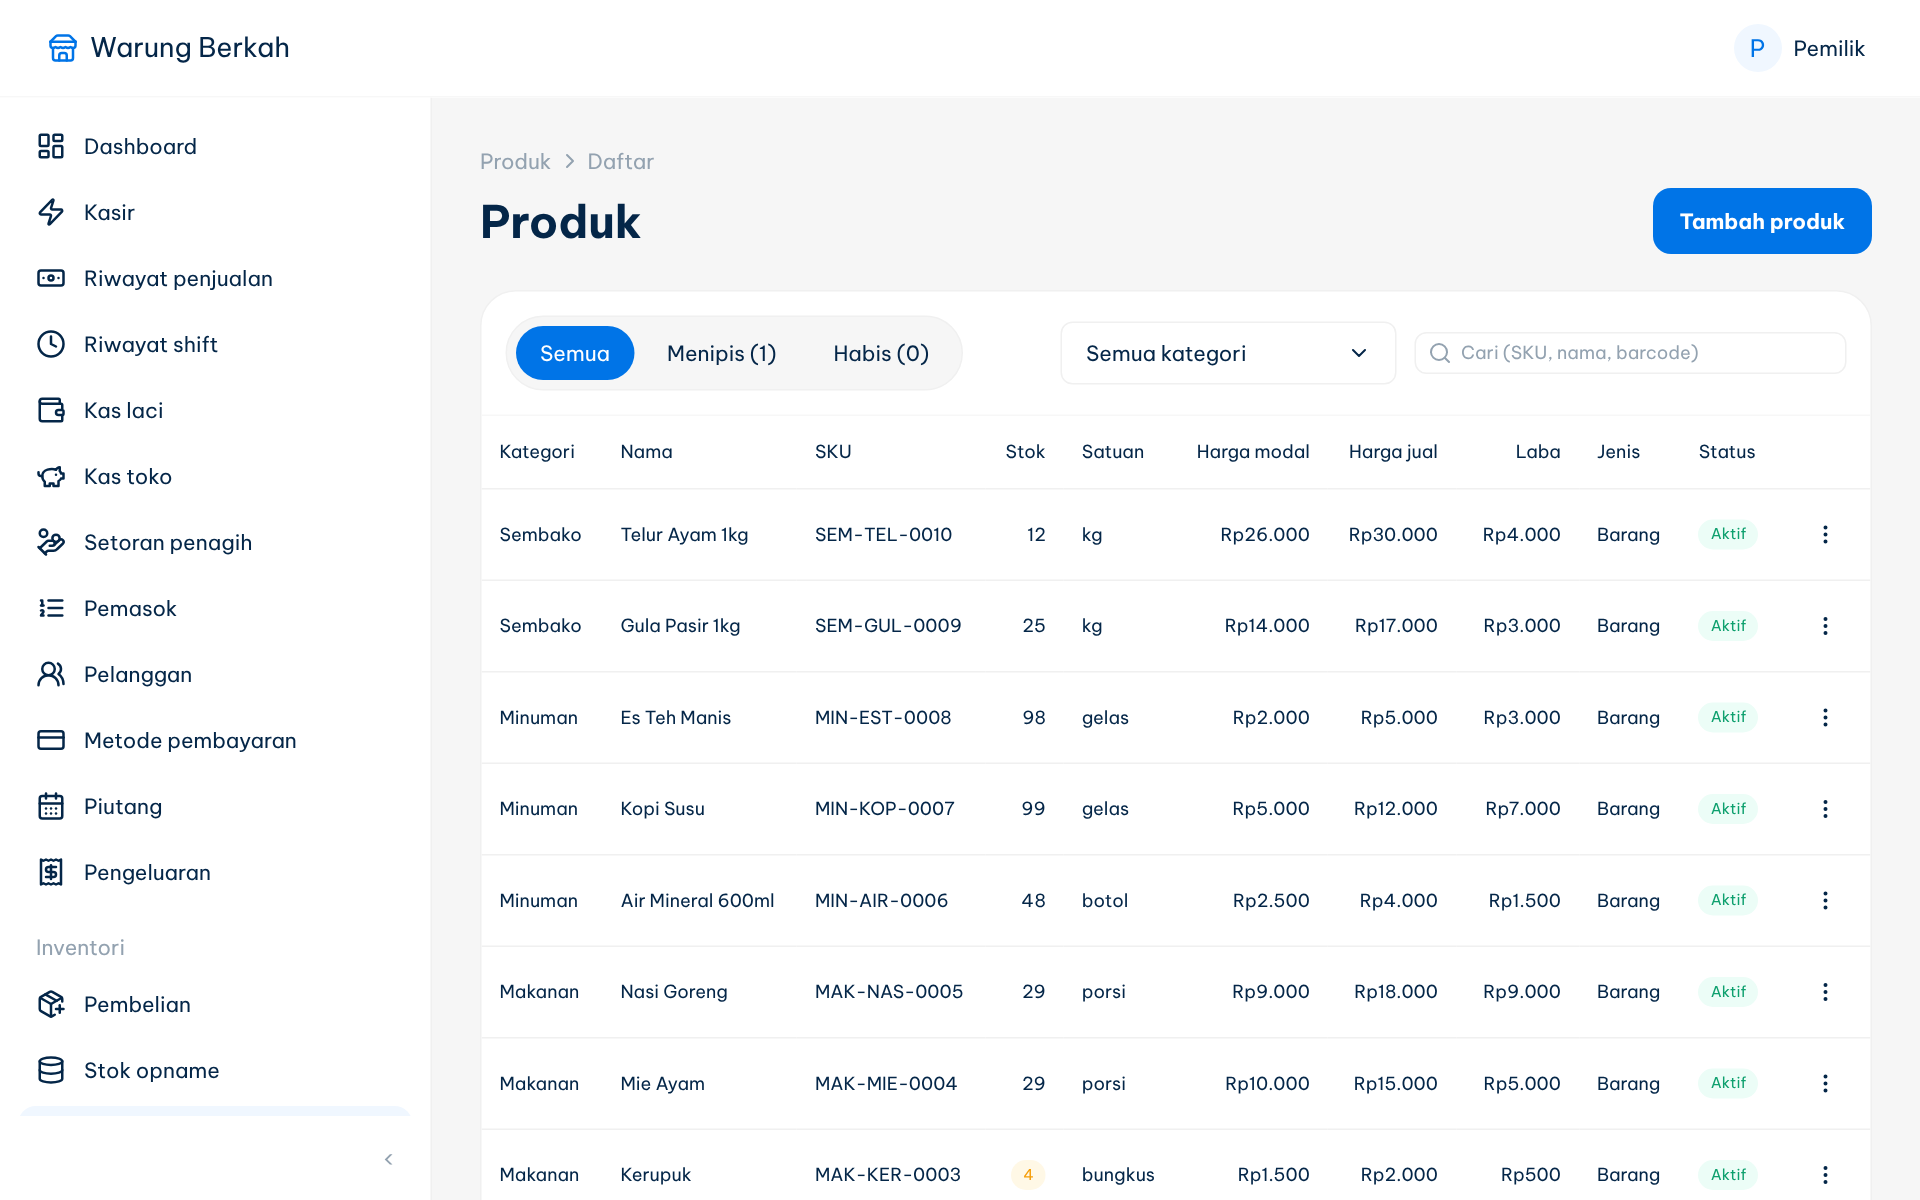 Warung Berkah
P Pemilik
Dashboard
Kasir
Riwayat penjualan
Riwayat shift
Kas laci
Kas toko
Setoran penagih
Pemasok
Pelanggan
Metode pembayaran
Piutang
Pengeluaran
Inventori
Pembelian
Stok opname
Produk > Daftar
Produk
Tambah produk
Semua Menipis (1) Habis (0) Semua kategori Cari (SKU, nama, barcode)
Kategori Nama SKU Stok Satuan Harga modal Harga jual Laba Jenis Status
Sembako Telur Ayam 1kg SEM-TEL-0010 12 kg Rp26.000 Rp30.000 Rp4.000 Barang Aktif
Sembako Gula Pasir 1kg SEM-GUL-0009 25 kg Rp14.000 Rp17.000 Rp3.000 Barang Aktif
Minuman Es Teh Manis MIN-EST-0008 98 gelas Rp2.000 Rp5.000 Rp3.000 Barang Aktif
Minuman Kopi Susu MIN-KOP-0007 99 gelas Rp5.000 Rp12.000 Rp7.000 Barang Aktif
Minuman Air Mineral 600ml MIN-AIR-0006 48 botol Rp2.500 Rp4.000 Rp1.500 Barang Aktif
Makanan Nasi Goreng MAK-NAS-0005 29 porsi Rp9.000 Rp18.000 Rp9.000 Barang Aktif
Makanan Mie Ayam MAK-MIE-0004 29 porsi Rp10.000 Rp15.000 Rp5.000 Barang Aktif
Makanan Kerupuk MAK-KER-0003 4 bungkus Rp1.500 Rp2.000 Rp500 Barang Aktif